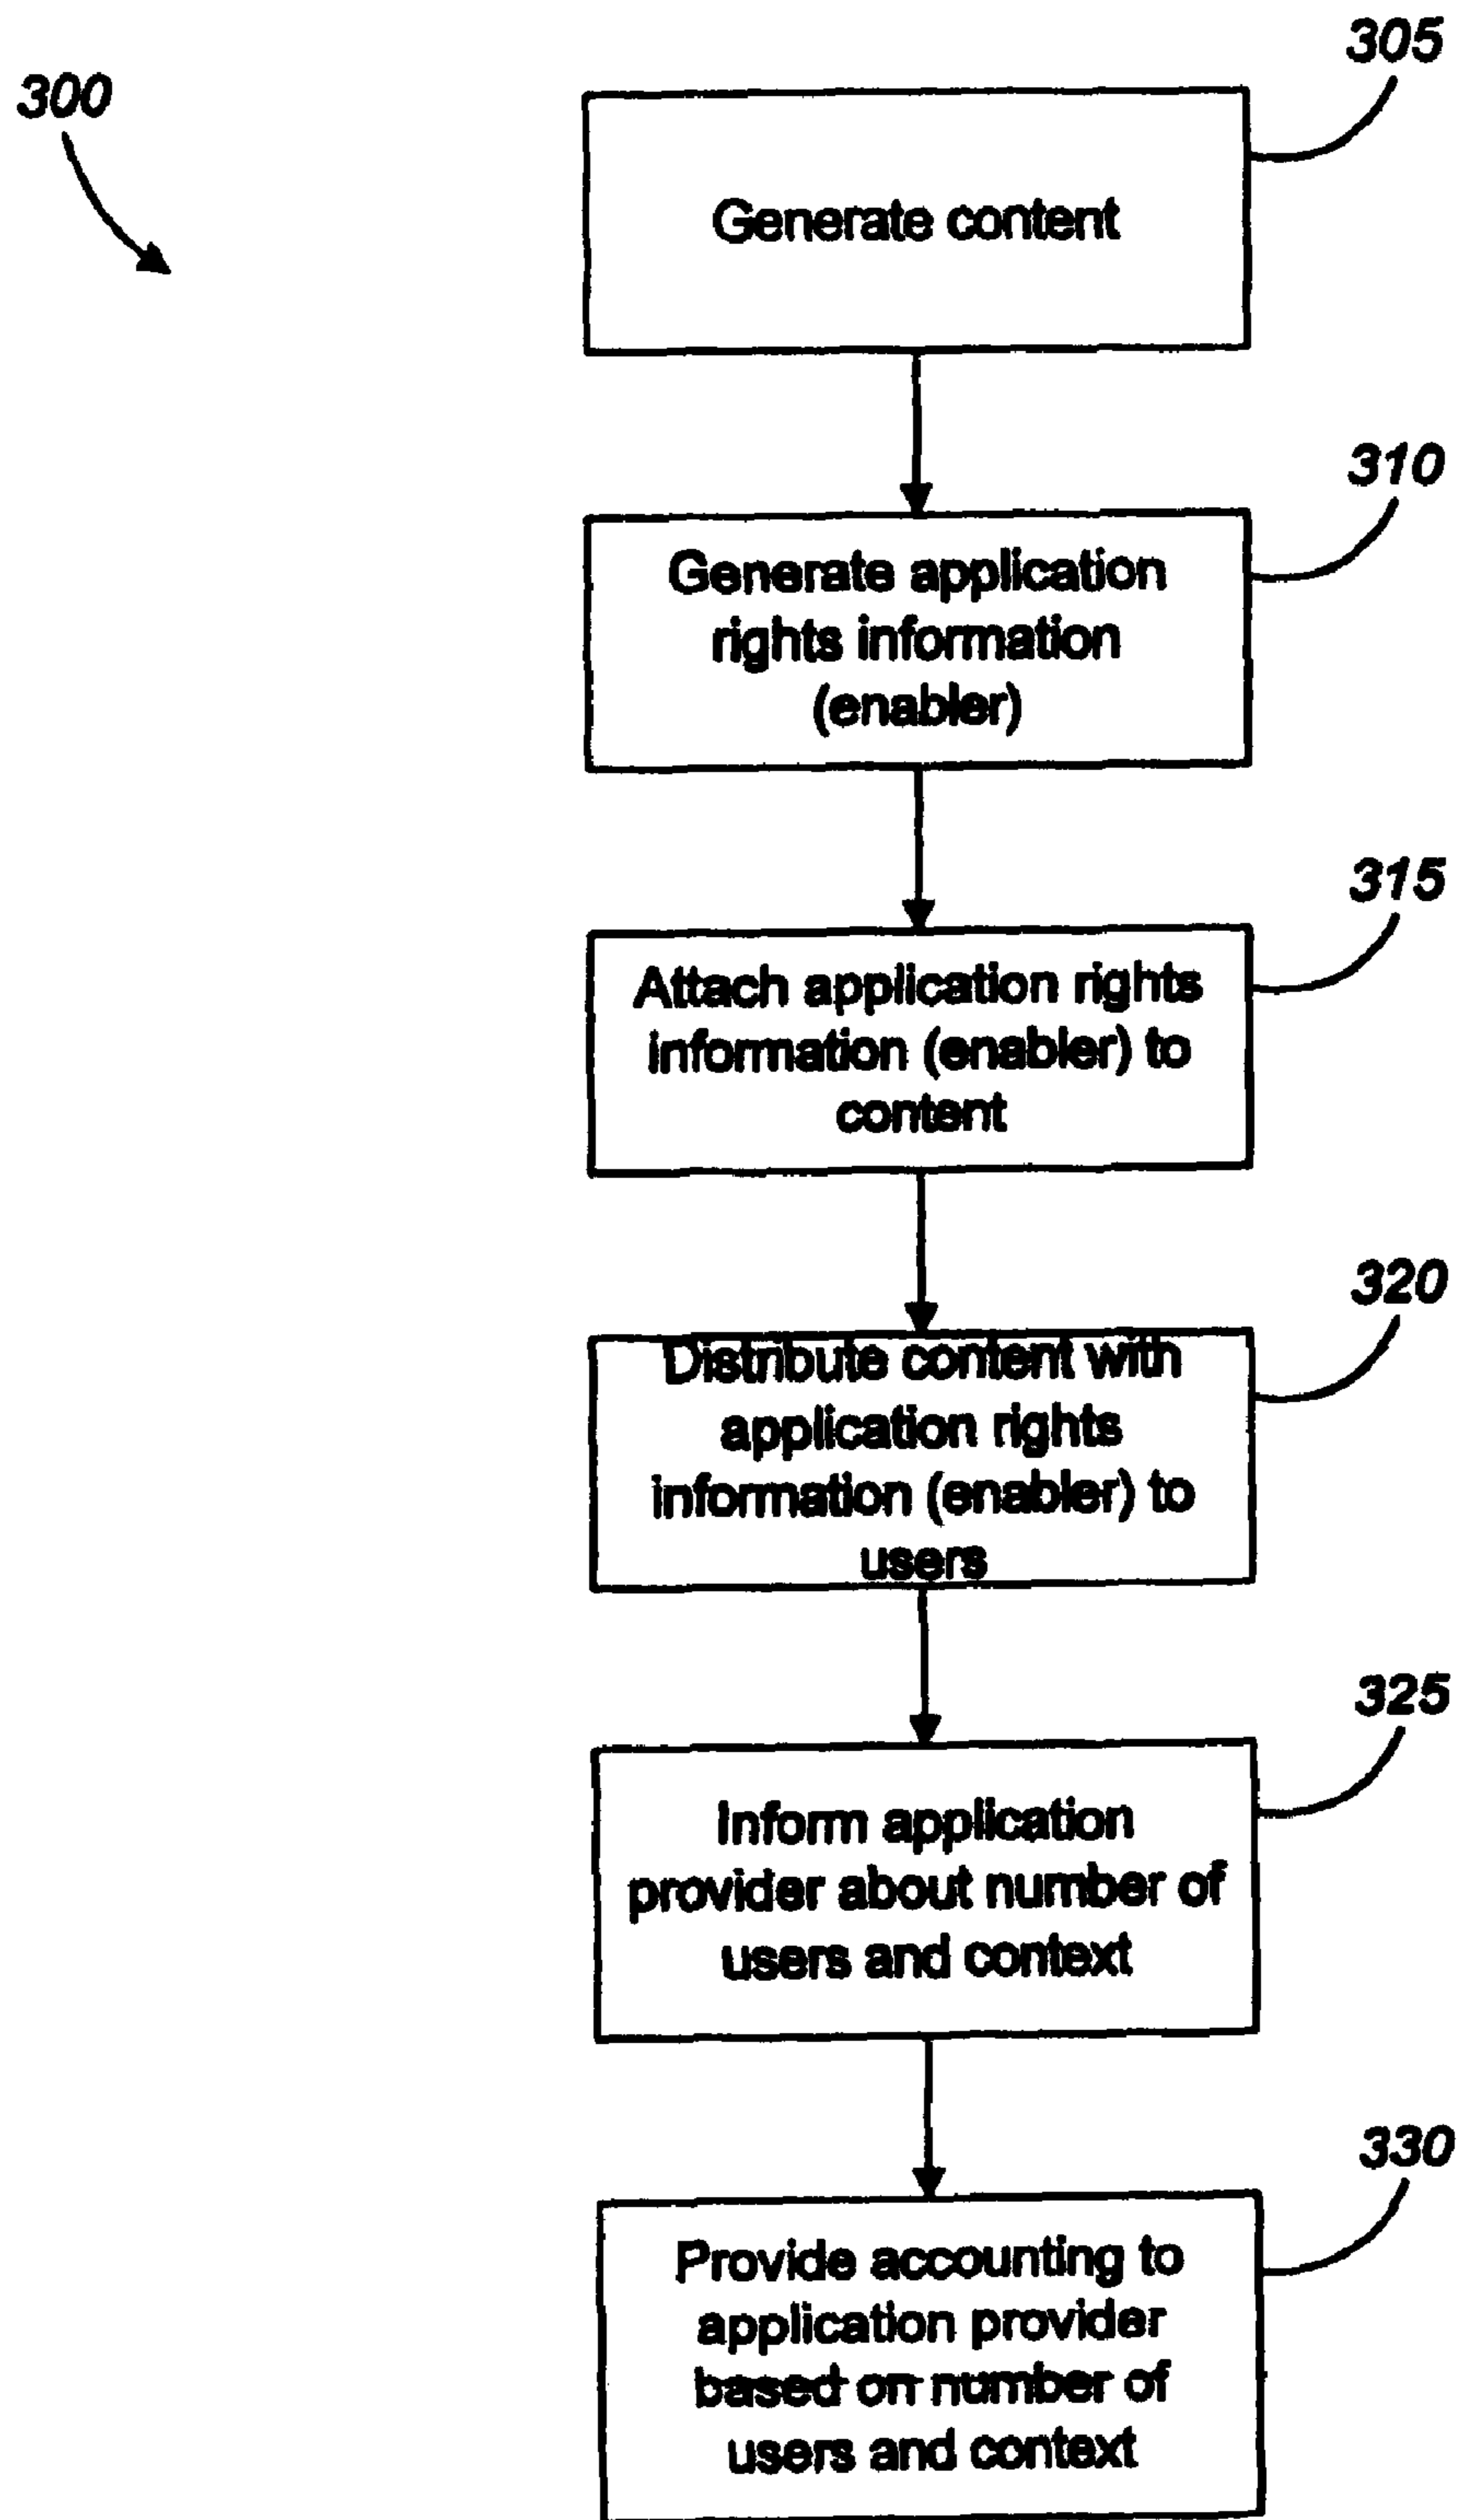 300
305
Generate content
310
Generate application
rights information
(enabler)
315
Attach application rights
information (enabler) to
content
320
Distribute content with
application rights
information (enabler) to
users
325
Inform application
provider about number of
users and context
330
Provide accounting to
application provider
based on number of
users and context